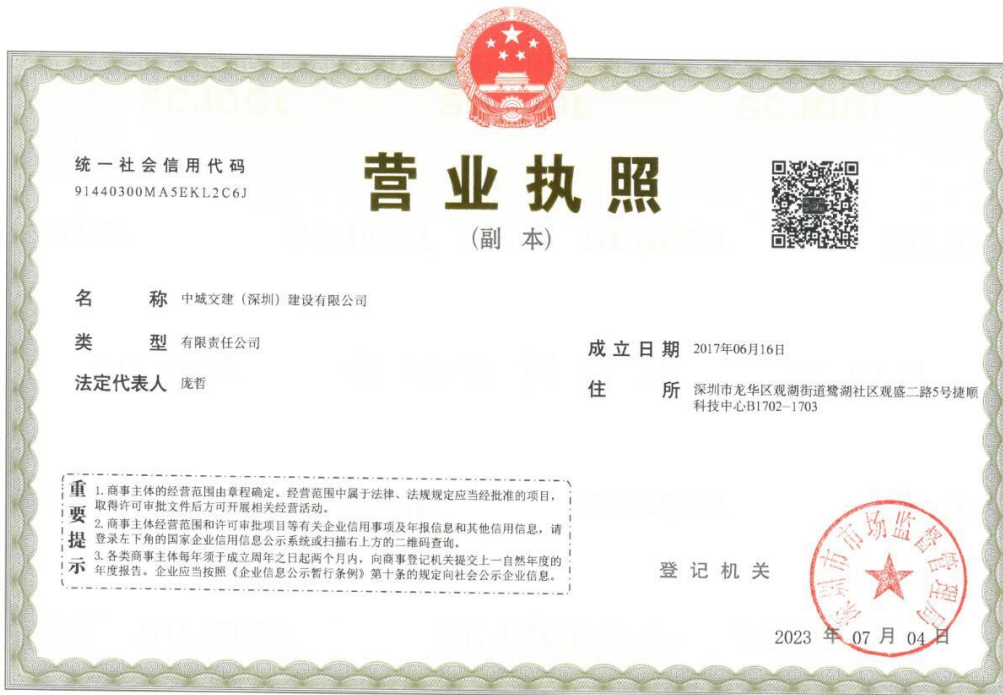 统一社会信用代码
91440300MA5EKL2C6J
营业执照
(副 本)
名 称 中城交建（深圳）建设有限公司
类 型 有限责任公司
法定代表人 庞哲
成立日期 2017年06月16日
住 所 深圳市龙华区观湖街道鹭湖社区观盛二路5号捷顺
科技中心B1702-1703
重要提示
1. 商事主体的经营范围由章程确定。经营范围中属于法律、法规规定应当经批准的项目，
取得许可审批文件后方可开展相关经营活动。
2. 商事主体经营范围和许可审批项目等有关企业信用事项及年报信息和其他信用信息，请
登录左下角的国家企业信用信息公示系统或扫描右上方的二维码查询。
3. 各类商事主体每年须于成立周年之日起两个月内，向商事登记机关提交上一自然年度的
年度报告。企业应当按照《企业信息公示暂行条例》第十条的规定向社会公示企业信息。
登记机关
深圳市市场监督管理局
2023 年 07 月 04 日